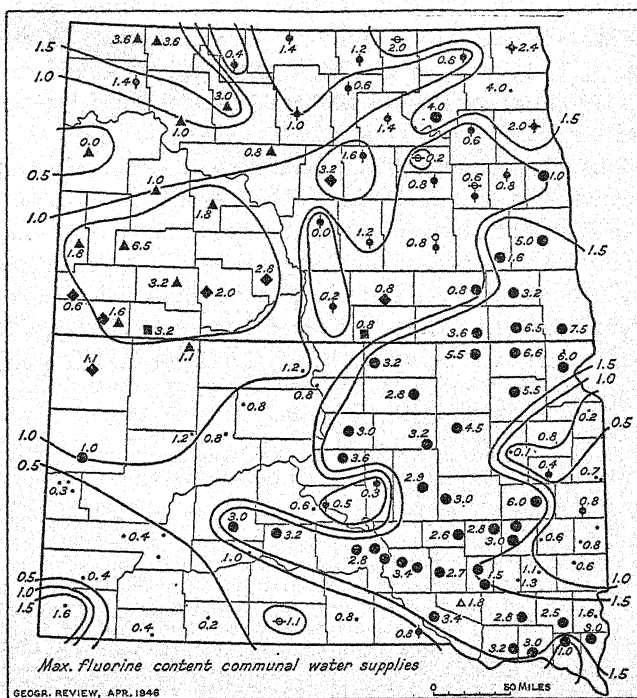 1.5 3.6 3.6 0.4 1.4 1.2 2.0 2.4
1.0 1.4 3.0 0.6 0.8 4.0
1.0 1.0 1.4 4.0 0.6 2.0 1.5
0.0 0.8 1.6 0.2
0.5 3.2 0.8 0.6 0.8 1.0
1.0 1.0 1.8 0.0 1.2
1.8 6.5 5.0 1.5
3.2 2.0 2.8 1.6
0.6 1.6 3.2 0.2 0.8 0.8 3.2
0.8 3.6 6.5 7.5
1.1 1.1 1.2 3.2 5.5 6.6 6.0
0.8 0.8 2.8 5.5 1.5 1.0
1.0 1.2 0.8 3.0 3.2 4.5 0.8 0.2 0.5
1.0 3.6 0.1 0.4 0.7
0.5 0.3 0.6 0.5 0.3 2.9 3.0 6.0 0.8
0.4 3.0 3.2 2.6 2.8 3.0 0.6 0.8
0.5 0.4 1.0 2.8 3.4 2.7 1.5 1.1 1.3 0.6 1.0
1.0
1.5 1.6 0.4 0.2 1.1 0.8 0.8 3.4 1.8 2.8 2.5 1.6 1.5
3.2 3.0 1.0 3.0 1.5
Max. fluorine content communal water supplies
GEOGR. REVIEW, APR. 1946
0 50 MILES